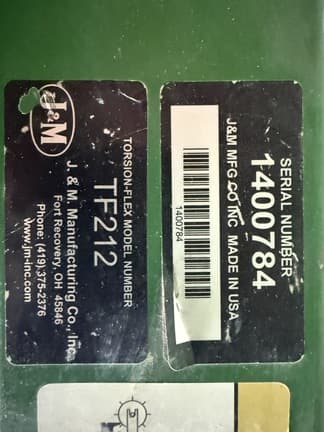 J&M
J. & M. Manufacturing Co., Inc.
Fort Recovery, OH 45846
Phone: (419)-375-2376
www.jm-inc.com
TORSION-FLEX MODEL NUMBER
TF212
SERIAL NUMBER
1400784
J&M MFG CO INC MADE IN USA
1400784